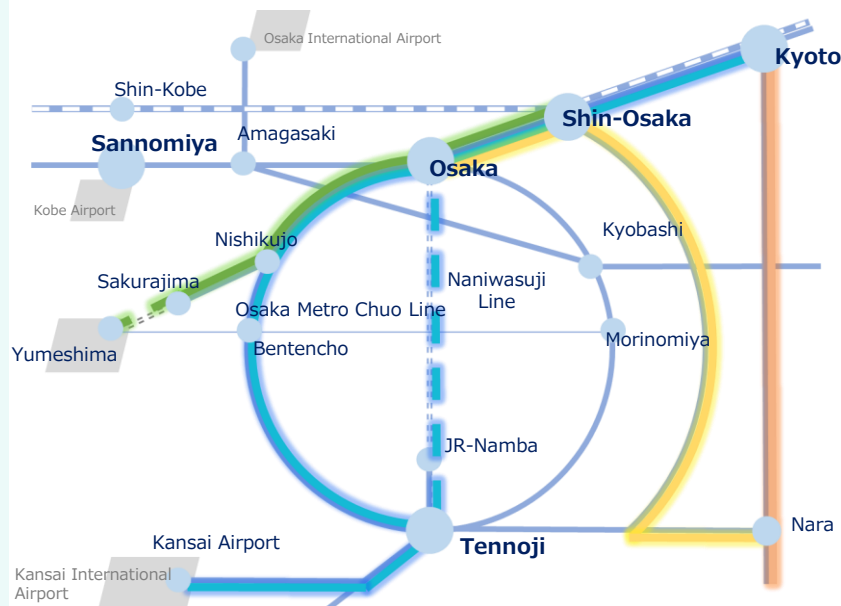 Osaka International Airport
Kyoto
Shin-Kobe
Shin-Osaka
Sannomiya
Amagasaki
Osaka
Kobe Airport
Kyobashi
Nishikujo
Sakurajima
Naniwasuji
Line
Osaka Metro Chuo Line
Yumeshima
Bentencho
Morinomiya
JR-Namba
Nara
Kansai Airport
Tennoji
Kansai International
Airport